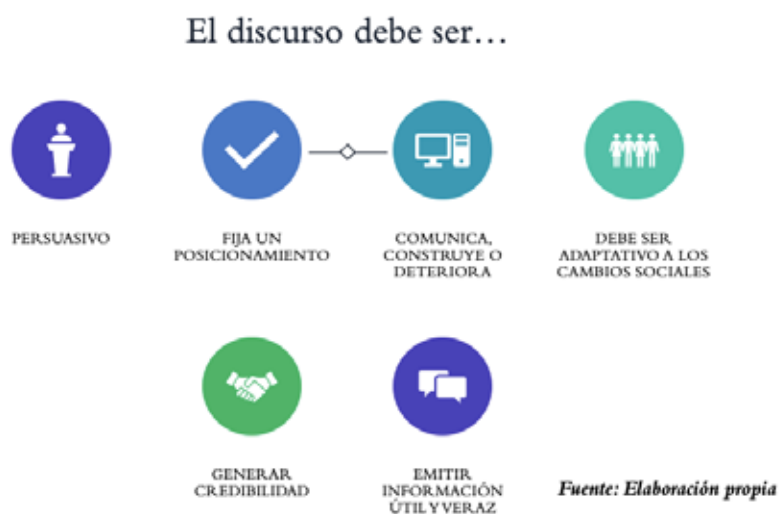 El discurso debe ser...
PERSUASIVO
FIJA UN
POSICIONAMIENTO
COMUNICA,
CONSTRUYE O
DETERIORA
DEBE SER
ADAPTATIVO A LOS
CAMBIOS SOCIALES
GENERAR
CREDIBILIDAD
EMITIR
INFORMACIÓN
ÚTIL Y VERAZ
Fuente: Elaboración propia